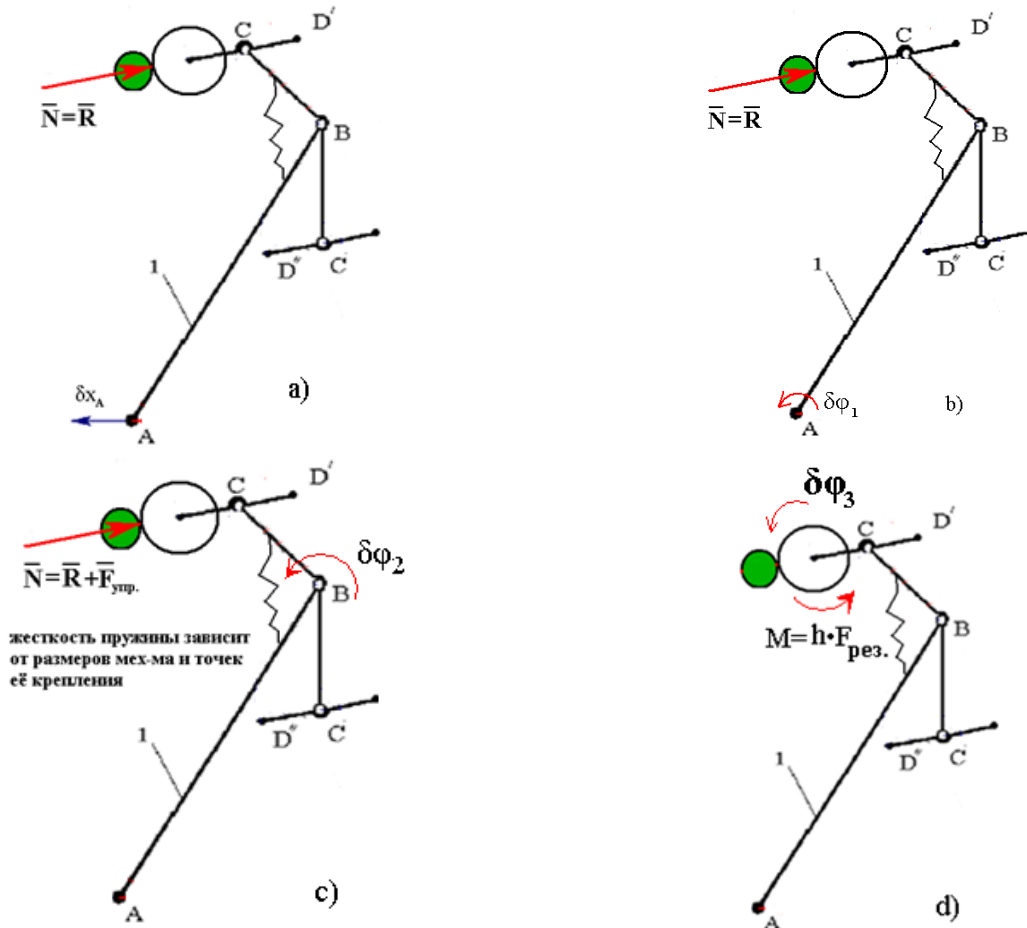 C
D'
N̅=R̅
B
1
D''
C
δx_A
A
a)
C
D'
N̅=R̅
B
1
D''
C
δφ₁
A
b)
C
D'
N̅=R̅+F̅упр.
δφ₂
B
жесткость пружины зависит
от размеров мех-ма и точек
её крепления
1
D''
C
A
c)
δφ₃
C
D'
M=h·Fрез.
B
1
D''
C
A
d)